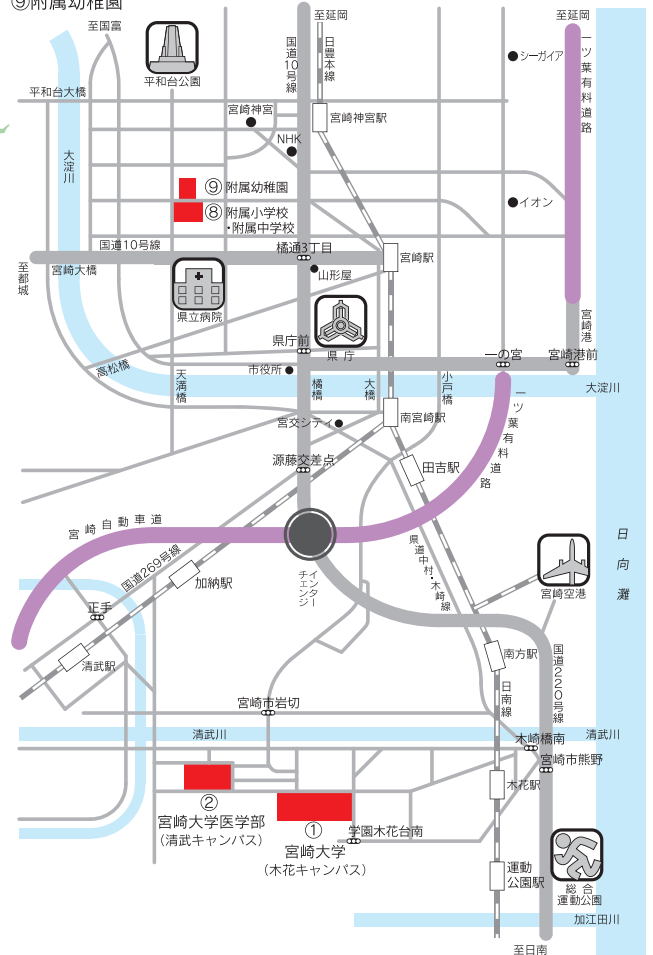 ⑨附属幼稚園
至国富
平和台公園
国道10号線
至延岡
日豊本線
至延岡
シーガイア
一ツ葉有料道路
平和台大橋
宮崎神宮
宮崎神宮駅
NHK
大淀川
⑨附属幼稚園
⑧附属小学校
・附属中学校
イオン
国道10号線
橘通3丁目
宮崎駅
至都城
宮崎大橋
県立病院
山形屋
県庁前
県庁
宮崎港
一の宮
宮崎港前
高松橋
天満橋
市役所
橘橋
大橋
小戸橋
大淀川
南宮崎駅
宮交シティ
一ツ葉有料道路
源藤交差点
田吉駅
宮崎自動車道
日向灘
国道269号線
加納駅
インターチェンジ
県道中村・木崎線
宮崎空港
正手
清武駅
南方駅
国道220号線
日南線
宮崎市岩切
清武川
清武川
木崎橋南
宮崎市熊野
木花駅
②
宮崎大学医学部
(清武キャンパス)
①
宮崎大学
(木花キャンパス)
学園木花台南
運動
公園駅
総合
運動公園
加江田川
至日南